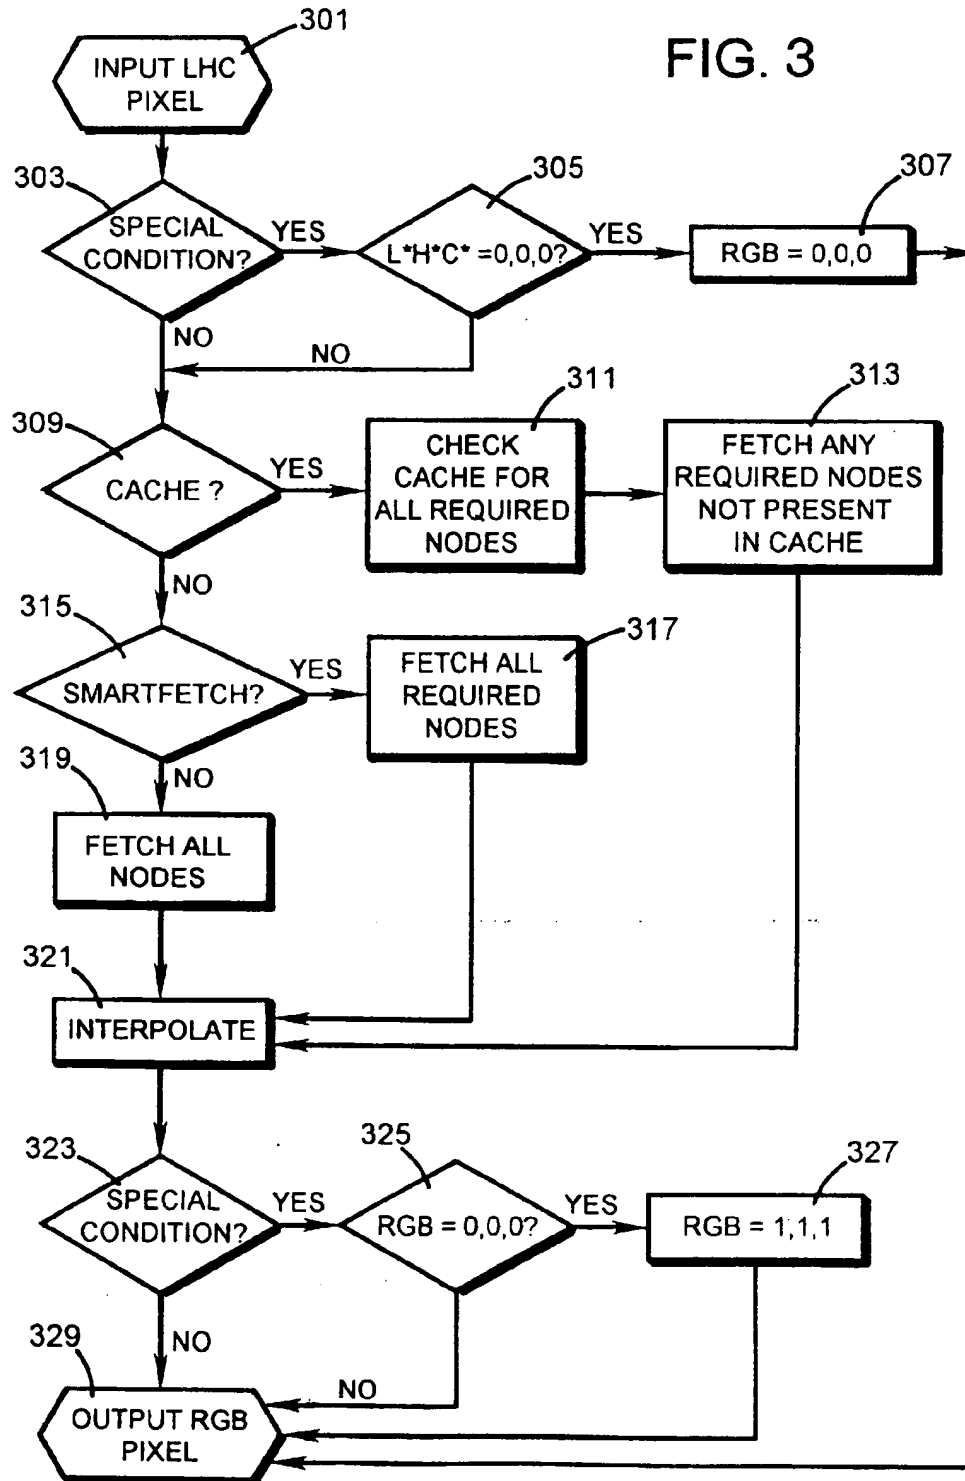 301
FIG. 3
INPUT LHC
PIXEL
303
305
307
SPECIAL
CONDITION?
YES
L*H*C* =0,0,0?
YES
RGB = 0,0,0
NO
NO
309
311
313
CACHE ?
YES
CHECK
CACHE FOR
ALL REQUIRED
NODES
FETCH ANY
REQUIRED NODES
NOT PRESENT
IN CACHE
NO
315
317
SMARTFETCH?
YES
FETCH ALL
REQUIRED
NODES
319
NO
FETCH ALL
NODES
321
INTERPOLATE
323
325
327
SPECIAL
CONDITION?
YES
RGB = 0,0,0?
YES
RGB = 1,1,1
NO
329
NO
OUTPUT RGB
PIXEL